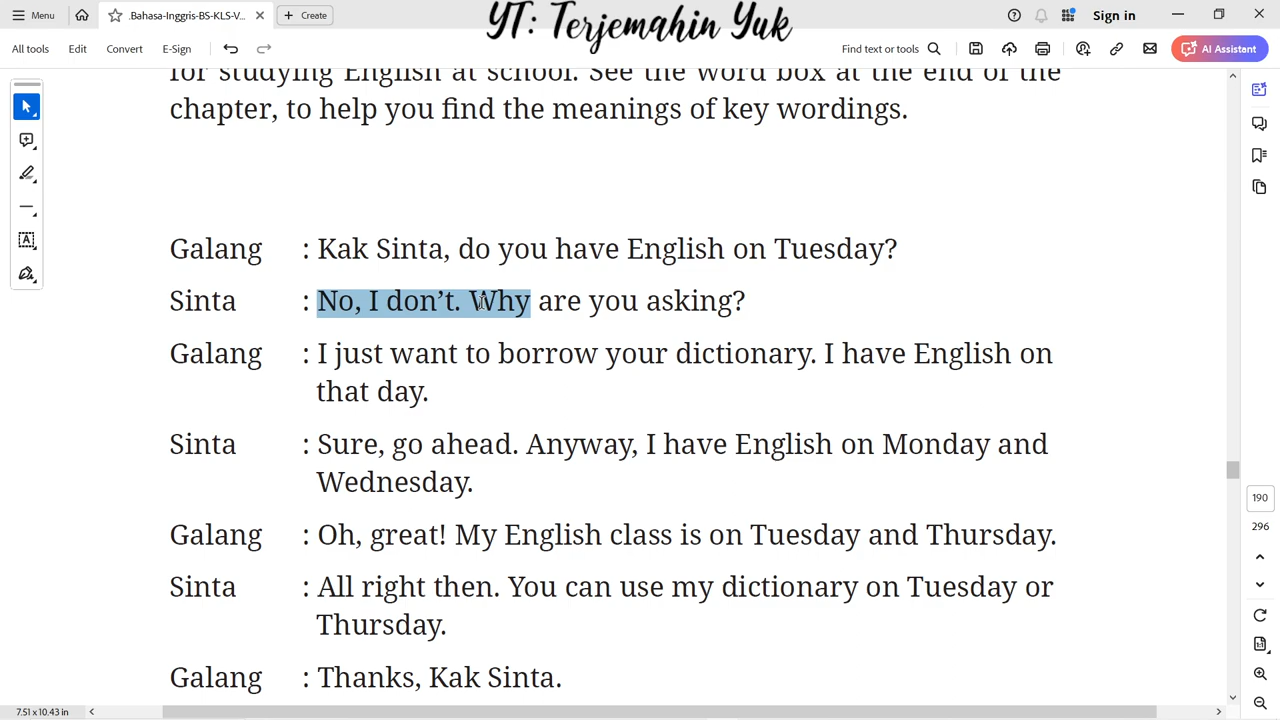 Menu
.Bahasa-Inggris-BS-KLS-V...
Create
YT: Terjemahin Yuk
Sign in
All tools Edit Convert E-Sign
Find text or tools
AI Assistant
for studying English at school. See the word box at the end of the
chapter, to help you find the meanings of key wordings.
Galang : Kak Sinta, do you have English on Tuesday?
Sinta : No, I don't. Why are you asking?
Galang : I just want to borrow your dictionary. I have English on
that day.
Sinta : Sure, go ahead. Anyway, I have English on Monday and
Wednesday.
Galang : Oh, great! My English class is on Tuesday and Thursday.
Sinta : All right then. You can use my dictionary on Tuesday or
Thursday.
Galang : Thanks, Kak Sinta.
190
296
7.51 x 10.43 in